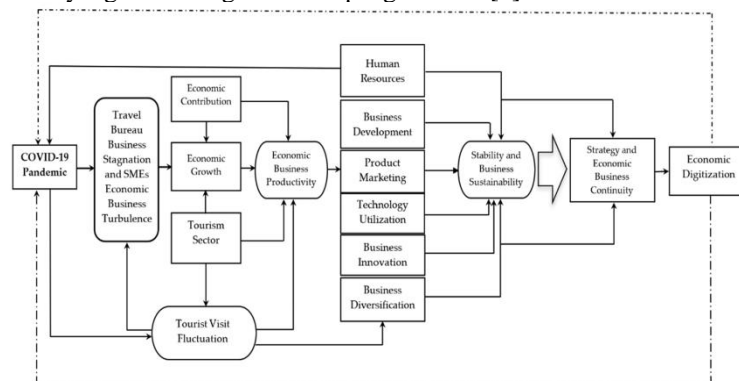 Human
Resources
Economic
Contribution
Travel
Bureau
Business
Stagnation
and SMEs
Economic
Business
Turbulence
Business
Development
COVID-19
Pandemic
Economic
Growth
Economic
Business
Productivity
Product
Marketing
Stability and
Business
Sustainability
Strategy and
Economic
Business
Continuity
Economic
Digitization
Technology
Utilization
Tourism
Sector
Business
Innovation
Business
Diversification
Tourist Visit
Fluctuation